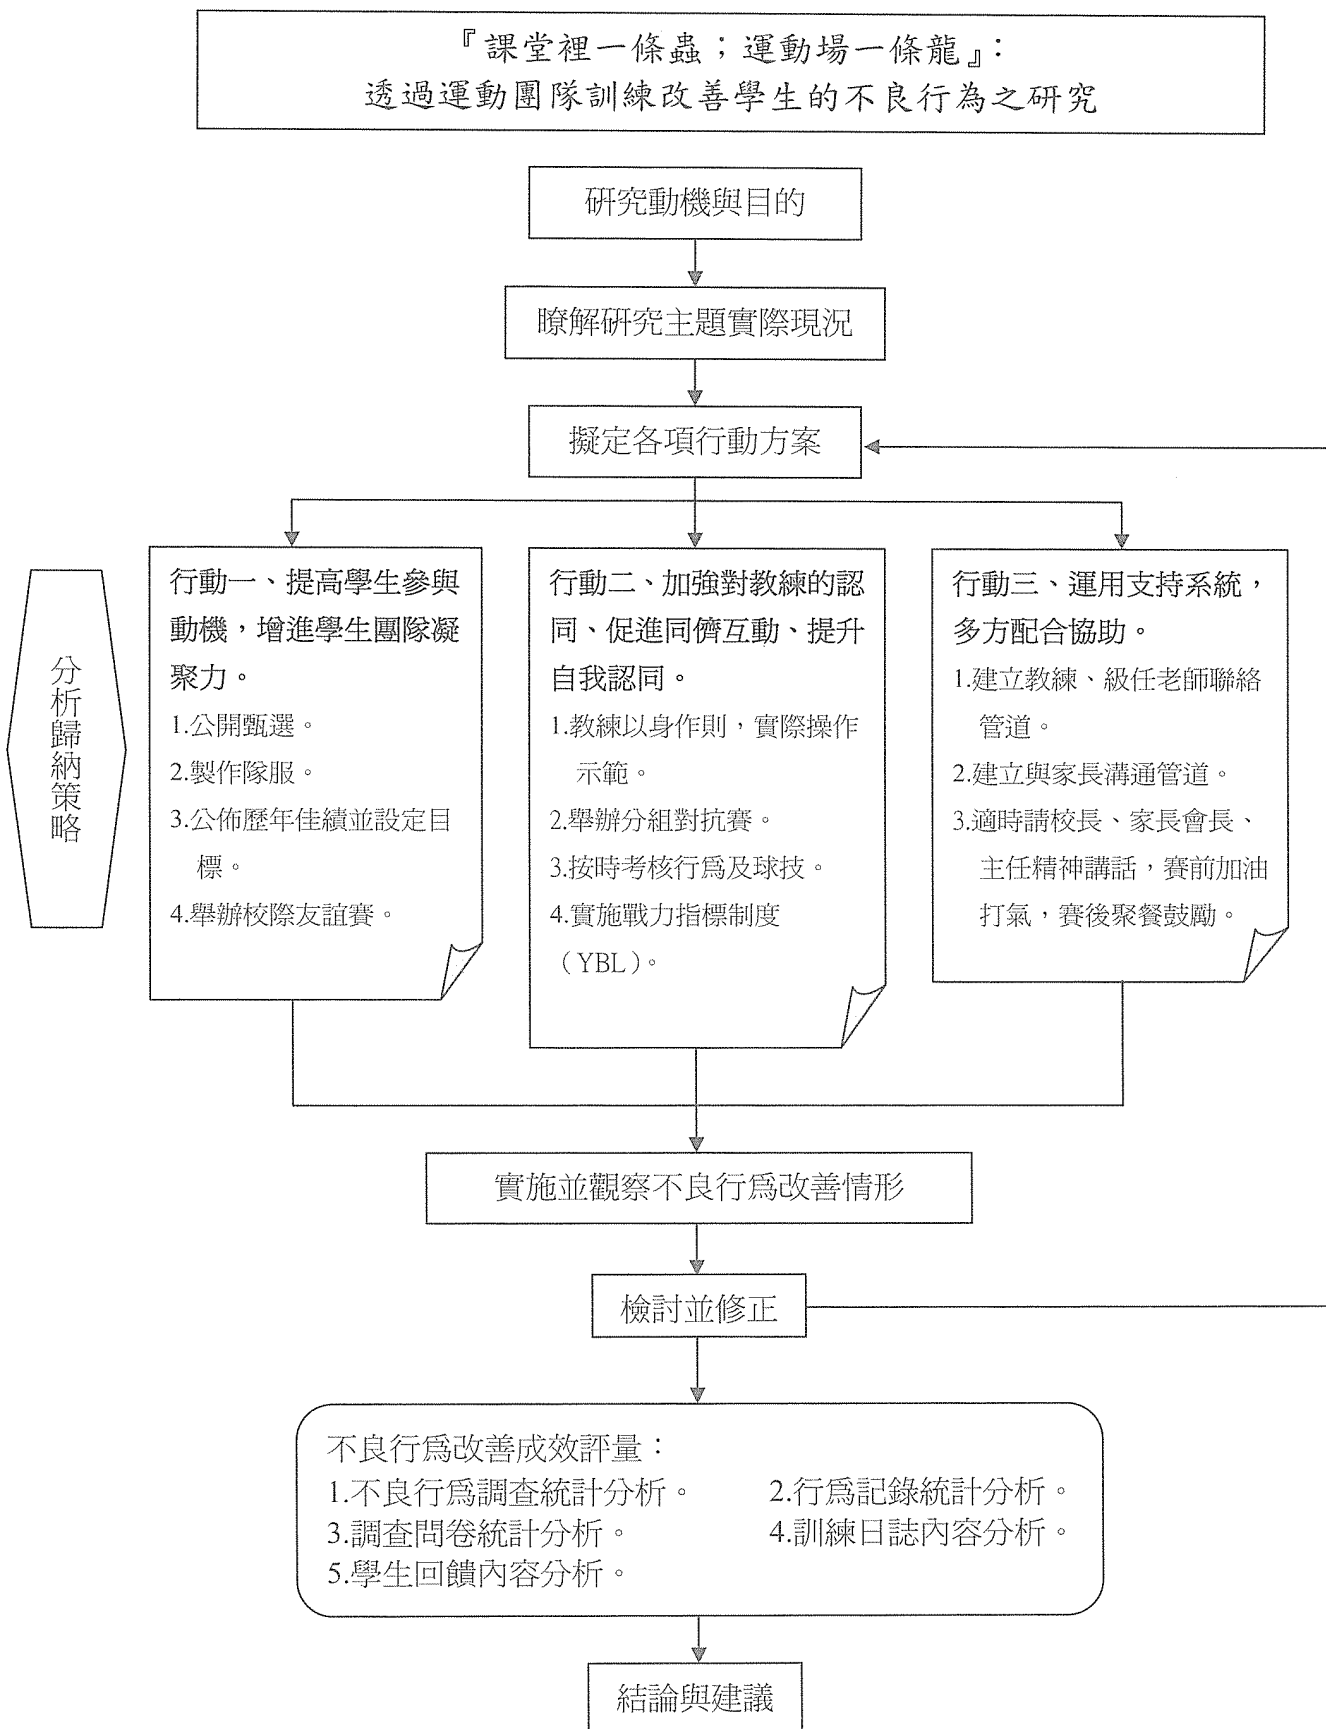 『課堂裡一條蟲；運動場一條龍』：
透過運動團隊訓練改善學生的不良行為之研究
研究動機與目的
瞭解研究主題實際現況
擬定各項行動方案
分析歸納策略
行動一、提高學生參與
動機，增進學生團隊凝
聚力。
1.公開甄選。
2.製作隊服。
3.公佈歷年佳績並設定目
標。
4.舉辦校際友誼賽。
行動二、加強對教練的認
同、促進同儕互動、提升
自我認同。
1.教練以身作則，實際操作
示範。
2.舉辦分組對抗賽。
3.按時考核行爲及球技。
4.實施戰力指標制度
（YBL）。
行動三、運用支持系統，
多方配合協助。
1.建立教練、級任老師聯絡
管道。
2.建立與家長溝通管道。
3.適時請校長、家長會長、
主任精神講話，賽前加油
打氣，賽後聚餐鼓勵。
實施並觀察不良行爲改善情形
檢討並修正
不良行爲改善成效評量：
1.不良行爲調查統計分析。 2.行爲記錄統計分析。
3.調查問卷統計分析。 4.訓練日誌內容分析。
5.學生回饋內容分析。
結論與建議